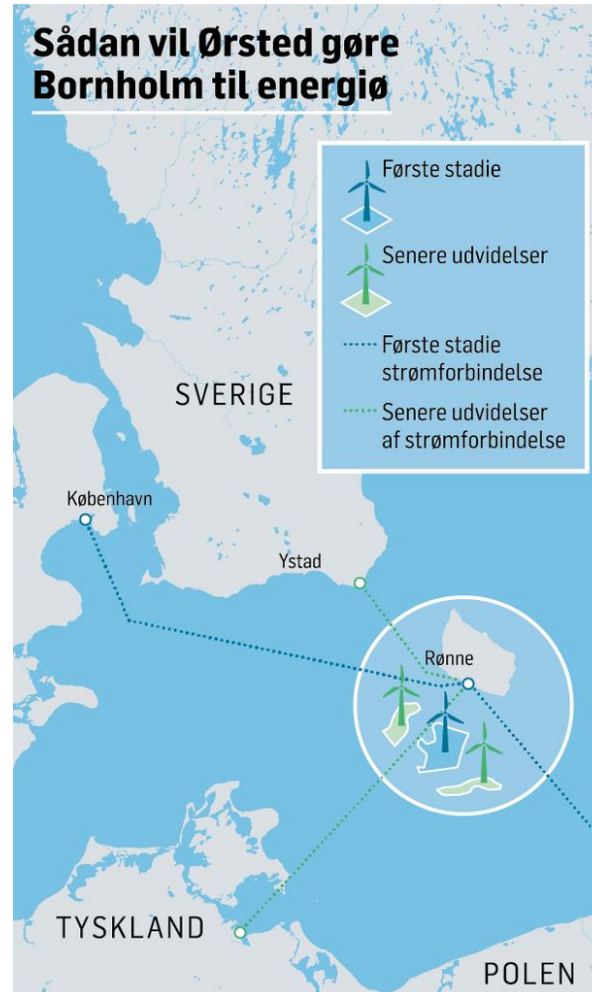 Sådan vil Ørsted gøre
Bornholm til energiø
Første stadie
Senere udvidelser
Første stadie
strømforbindelse
Senere udvidelser
af strømforbindelse
SVERIGE
København
Ystad
Rønne
TYSKLAND
POLEN